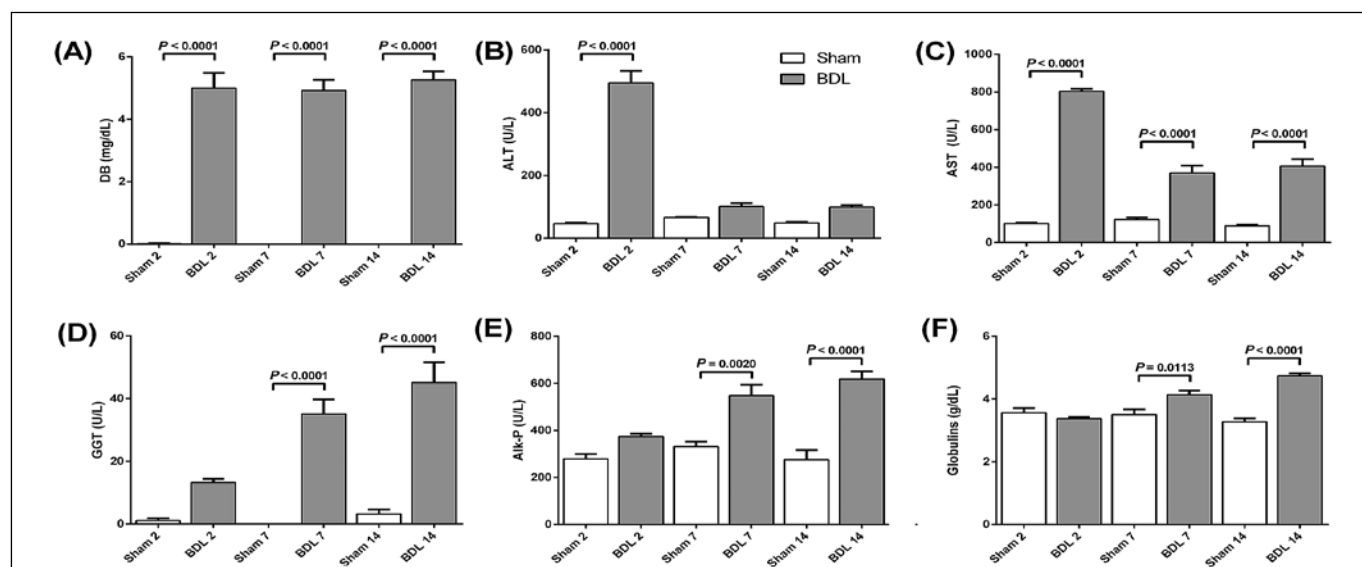 (A)
P < 0.0001
P < 0.0001
P < 0.0001
DB (mg/dL)
6
4
2
0
Sham 2
BDL 2
Sham 7
BDL 7
Sham 14
BDL 14
(B)
P < 0.0001
Sham
BDL
ALT (U/L)
600
400
200
0
Sham 2
BDL 2
Sham 7
BDL 7
Sham 14
BDL 14
(C)
P < 0.0001
P < 0.0001
P < 0.0001
AST (U/L)
1000
800
600
400
200
0
Sham 2
BDL 2
Sham 7
BDL 7
Sham 14
BDL 14
(D)
P < 0.0001
P < 0.0001
GGT (U/L)
60
40
20
0
Sham 2
BDL 2
Sham 7
BDL 7
Sham 14
BDL 14
(E)
P = 0.0020
P < 0.0001
Alk-P (U/L)
800
600
400
200
0
Sham 2
BDL 2
Sham 7
BDL 7
Sham 14
BDL 14
(F)
P = 0.0113
P < 0.0001
Globulins (g/dL)
6
4
2
0
Sham 2
BDL 2
Sham 7
BDL 7
Sham 14
BDL 14